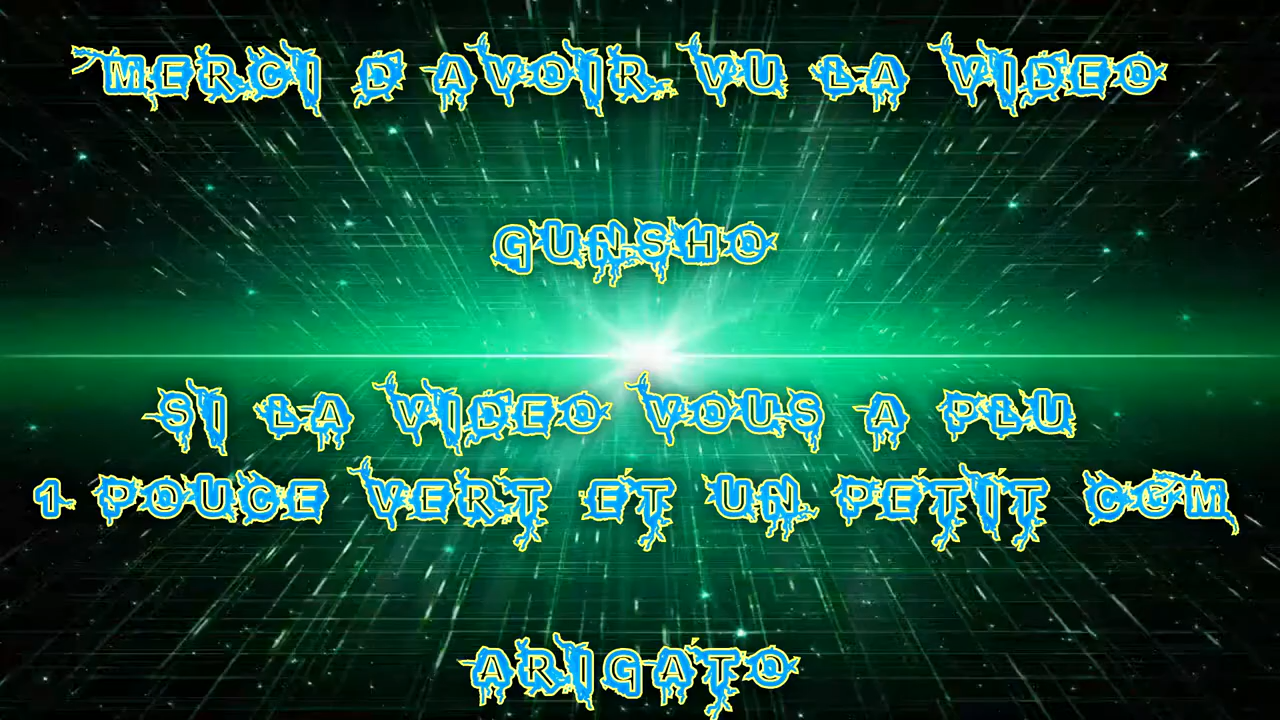 MERCI D AVOIR VU LA VIDEO
GUNSHO
SI LA VIDEO VOUS A PLU
1 POUCE VERT ET UN PETIT COM
ARIGATO